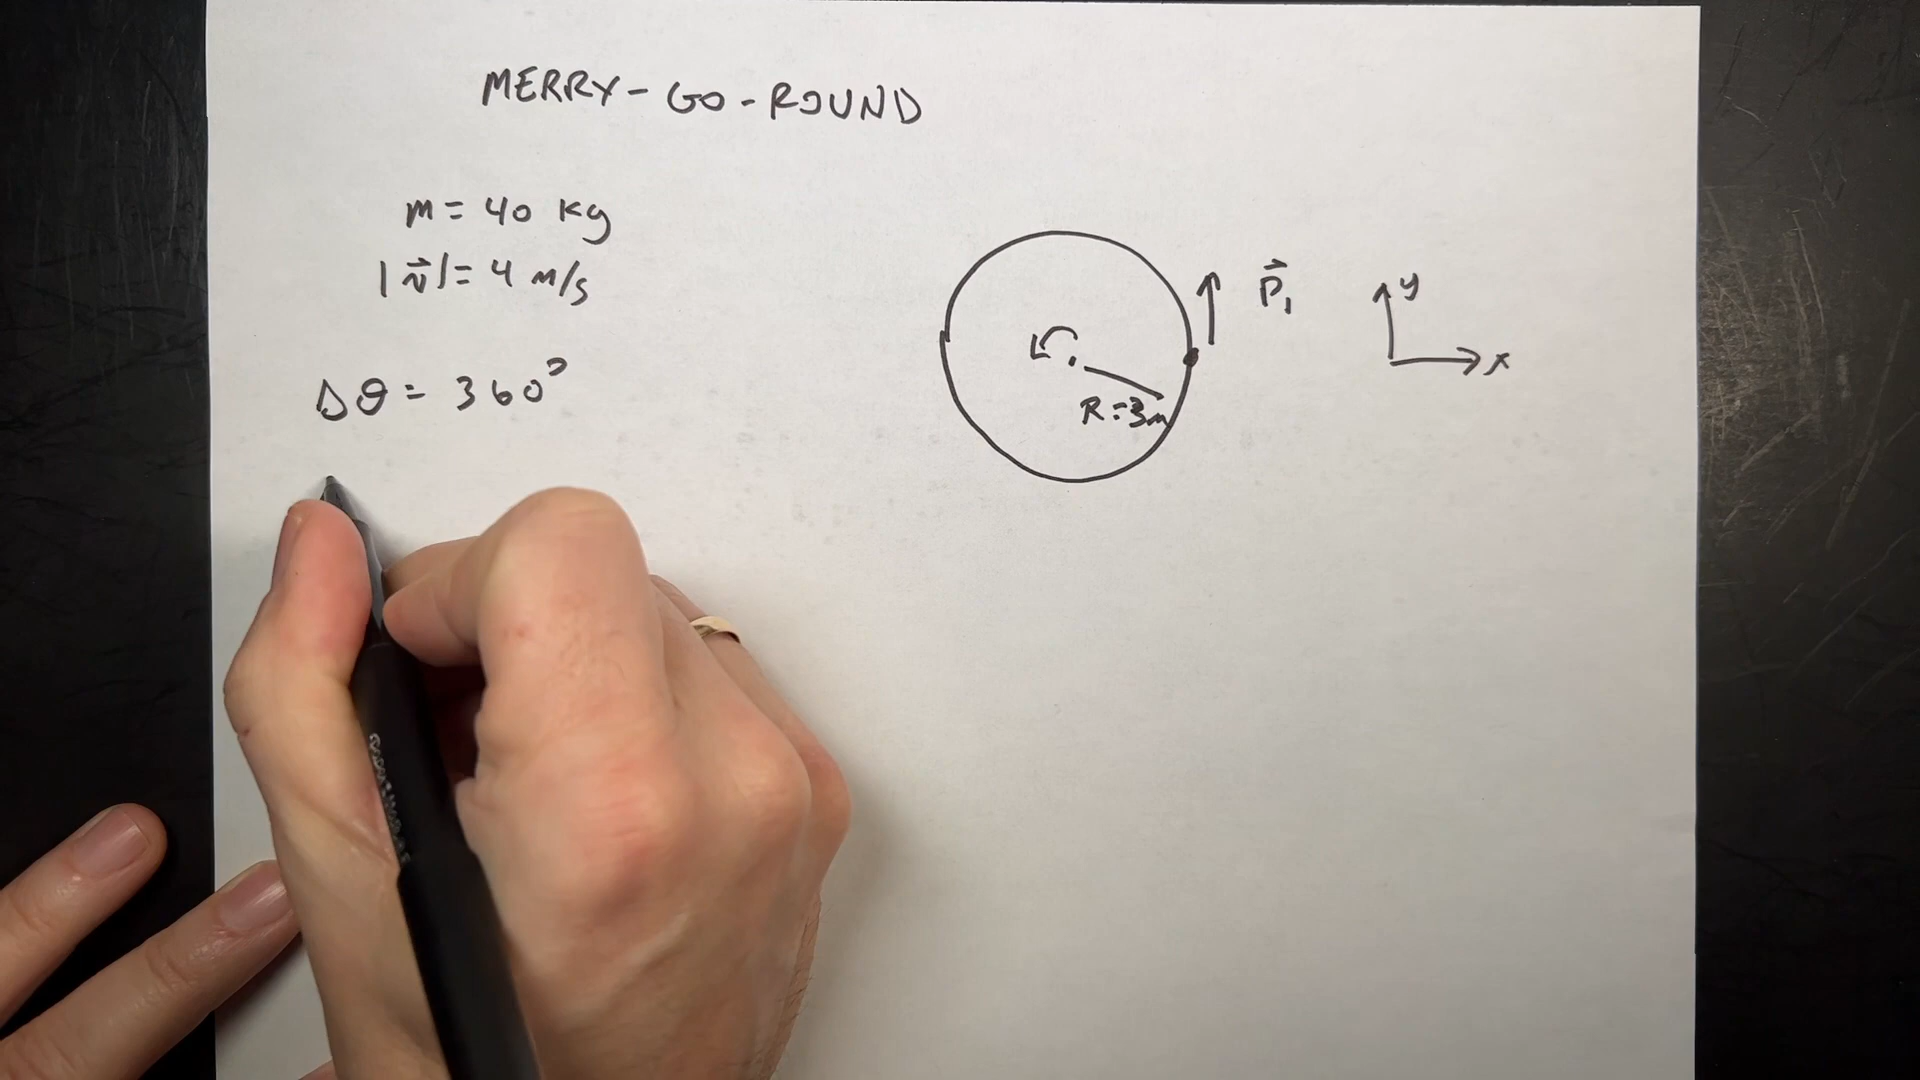 MERRY-GO-ROUND
m = 40 kg
|v⃗| = 4 m/s
Δθ = 360°
p⃗₁
y
x
R = 3m